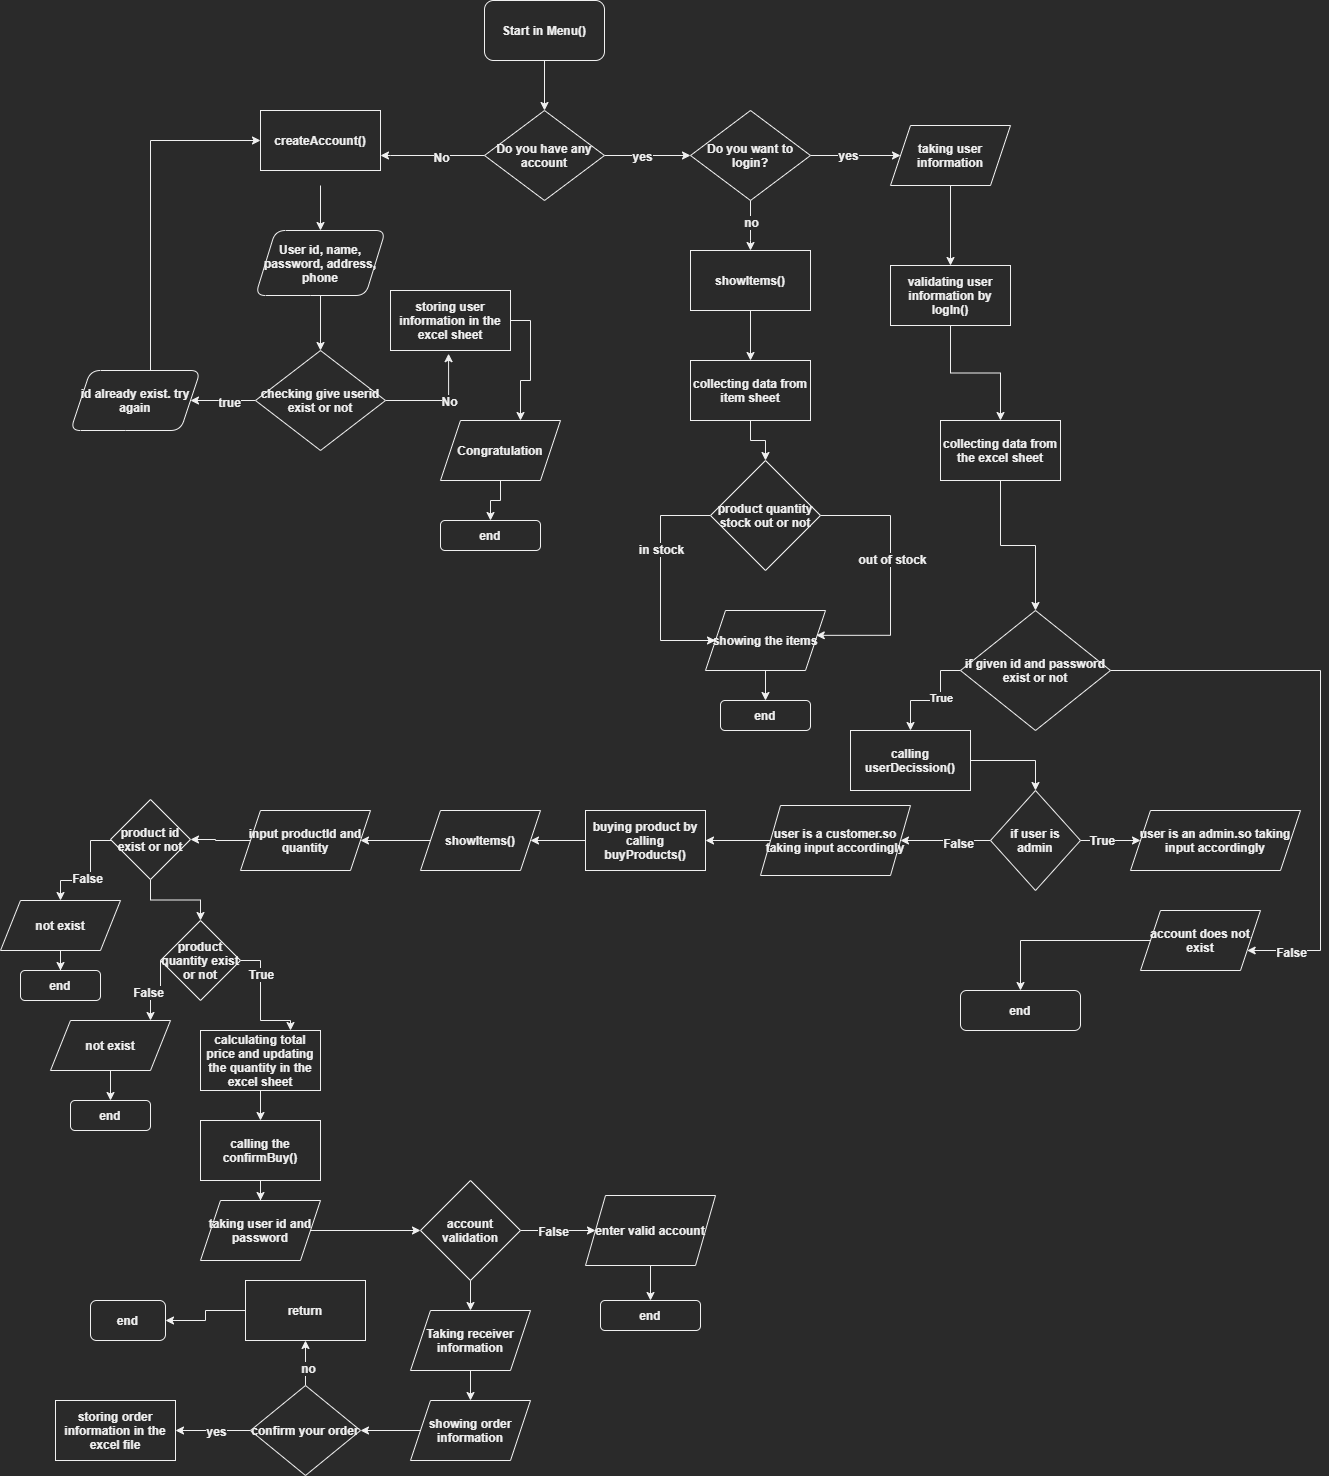 Start in Menu()
createAccount()
No
Do you have any
account
yes
Do you want to
login?
yes
taking user
information
no
User id, name,
password, address,
phone
showItems()
validating user
information by
logIn()
storing user
information in the
excel sheet
id already exist. try
again
true
checking give userid
exist or not
No
collecting data from
item sheet
Congratulation
collecting data from
the excel sheet
end
product quantity
stock out or not
in stock
out of stock
showing the items
if given id and password
exist or not
True
end
calling
userDecission()
product id
exist or not
input productId and
quantity
showItems()
buying product by
calling
buyProducts()
user is a customer.so
taking input accordingly
False
if user is
admin
True
user is an admin.so taking
input accordingly
False
not exist
product
quantity exist
or not
account does not
exist
False
end
False
True
end
not exist
calculating total
price and updating
the quantity in the
excel sheet
end
calling the
confirmBuy()
taking user id and
password
account
validation
False
enter valid account
end
return
end
Taking receiver
information
no
storing order
information in the
excel file
yes
confirm your order
showing order
information